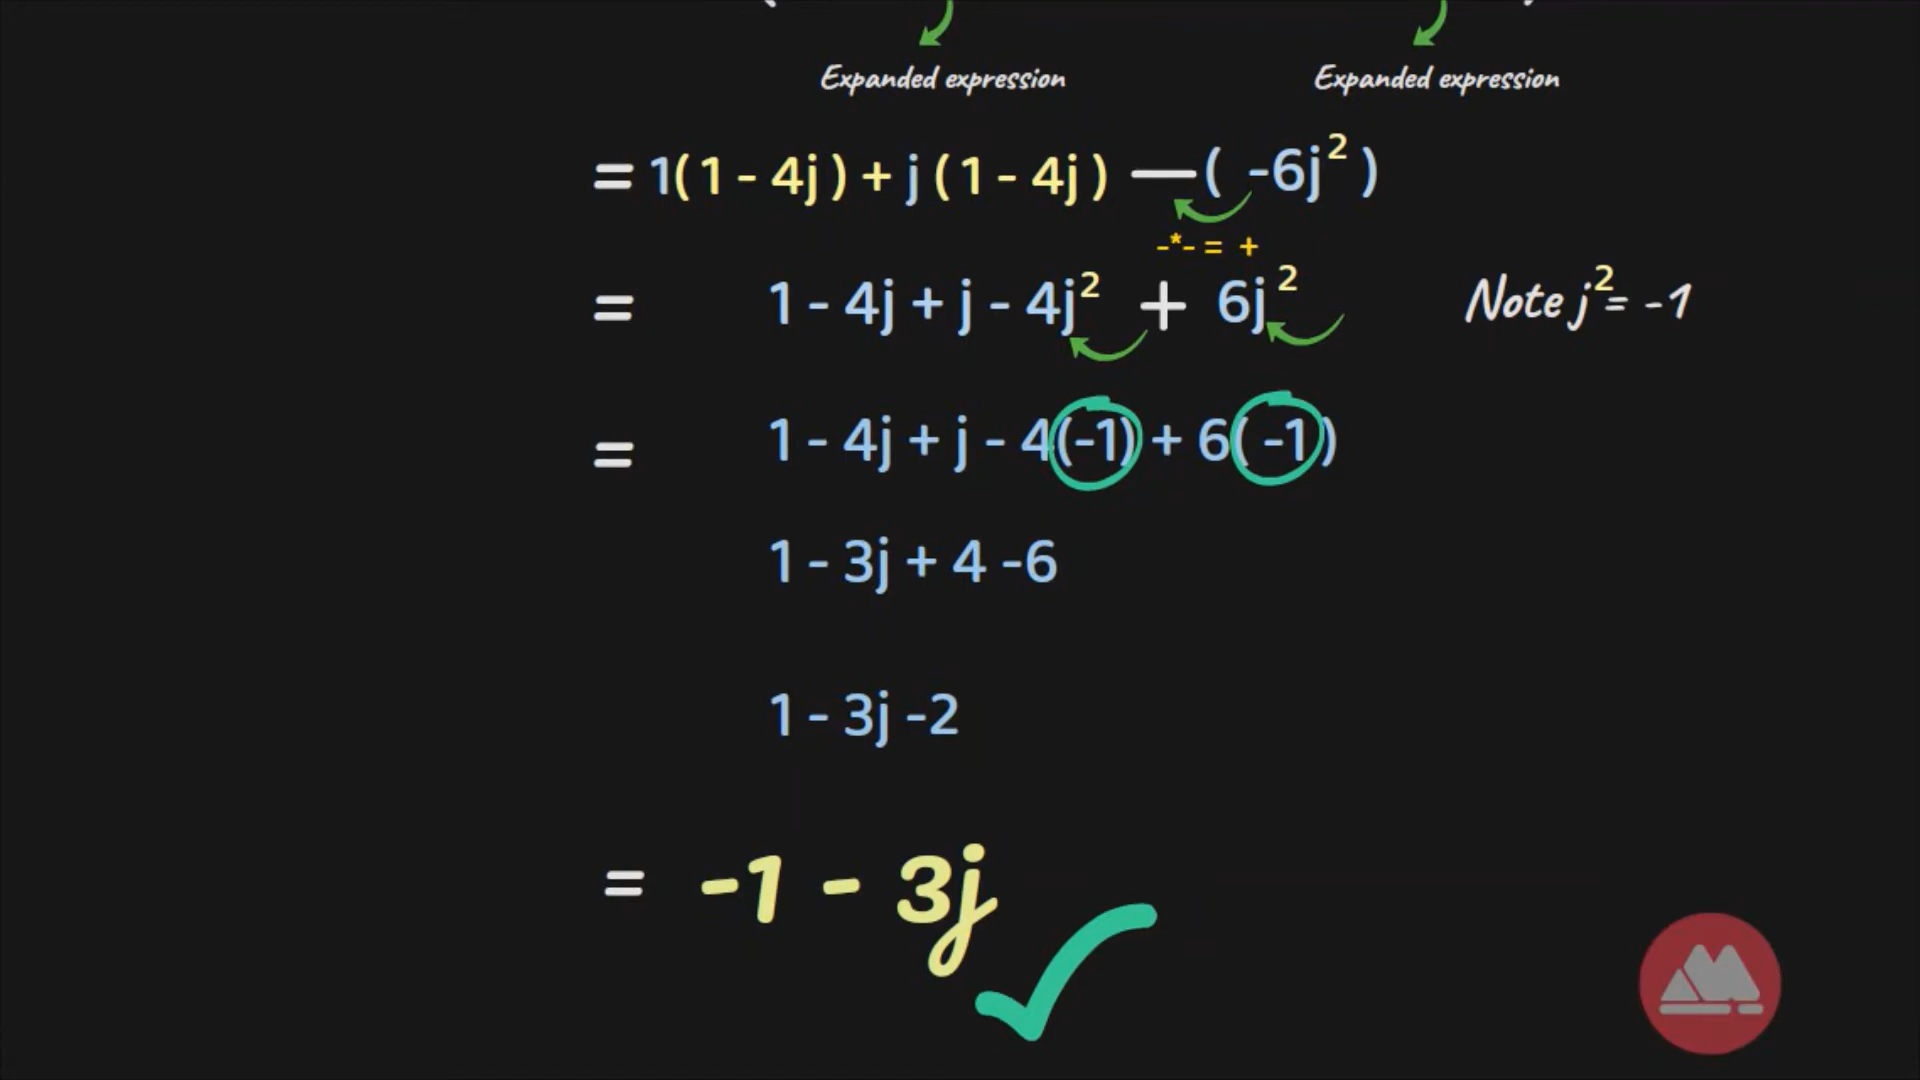 Expanded expression Expanded expression
= 1(1 - 4j) + j (1 - 4j) — ( -6j²)
-*- = +
= 1 - 4j + j - 4j² + 6j² Note j² = -1
= 1 - 4j + j - 4(-1) + 6( -1)
1 - 3j + 4 -6
1 - 3j -2
= -1 - 3j